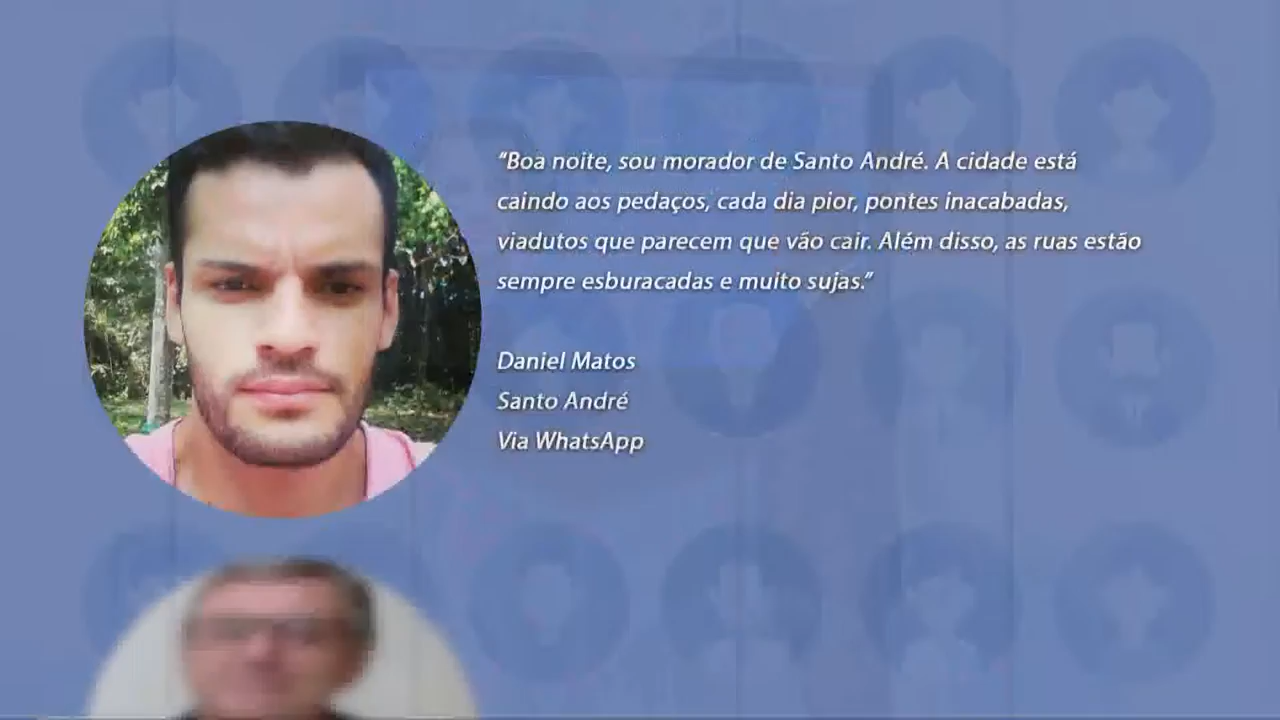 “Boa noite, sou morador de Santo André. A cidade está
caindo aos pedaços, cada dia pior, pontes inacabadas,
viadutos que parecem que vão cair. Além disso, as ruas estão
sempre esburacadas e muito sujas.”
Daniel Matos
Santo André
Via WhatsApp